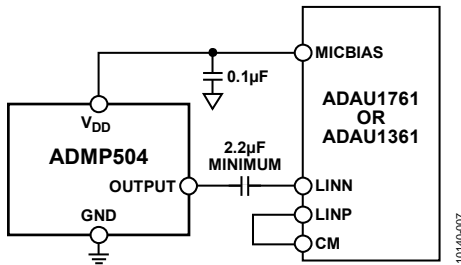 MICBIAS
0.1µF
ADAU1761
OR
ADAU1361
VDD
ADMP504
2.2µF
MINIMUM
OUTPUT
LINN
LINP
GND
CM
10140-007